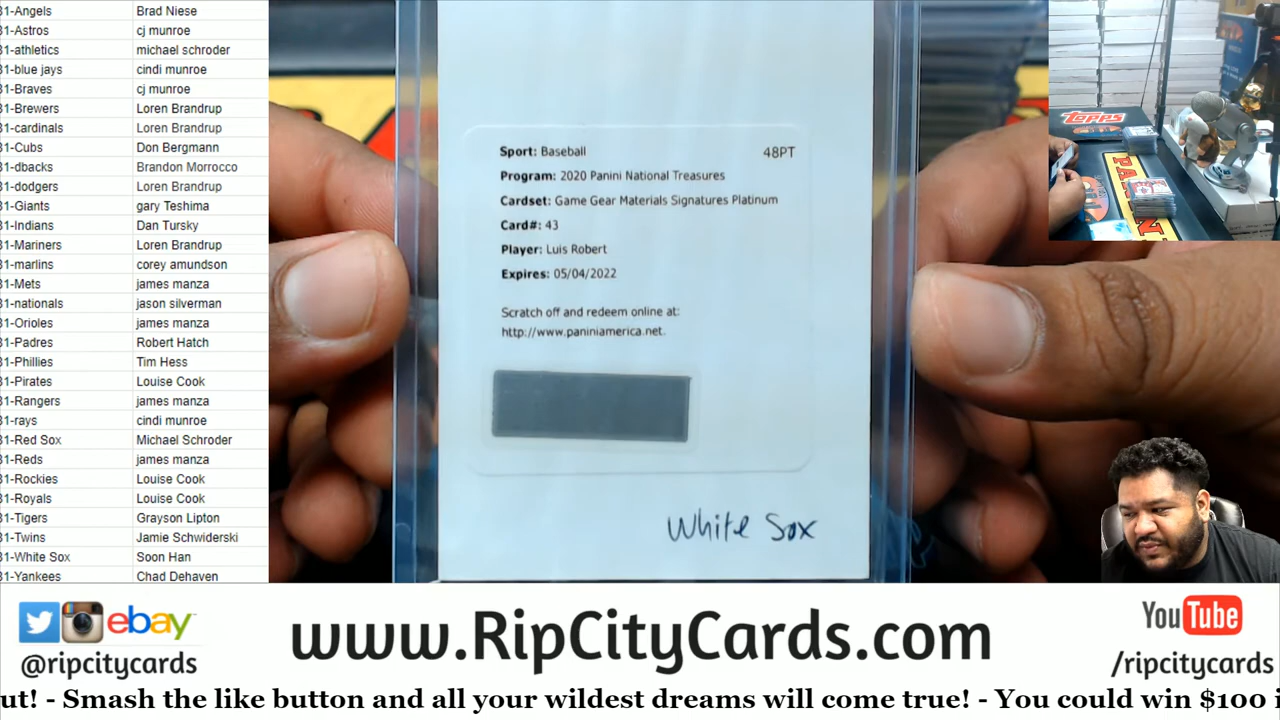 31-Angels Brad Niese
31-Astros cj munroe
31-athletics michael schroder
31-blue jays cindi munroe
31-Braves cj munroe
31-Brewers Loren Brandrup
31-cardinals Loren Brandrup
31-Cubs Don Bergmann
31-dbacks Brandon Morrocco
31-dodgers Loren Brandrup
31-Giants gary Teshima
31-Indians Dan Tursky
31-Mariners Loren Brandrup
31-marlins corey amundson
31-Mets james manza
31-nationals jason silverman
31-Orioles james manza
31-Padres Robert Hatch
31-Phillies Tim Hess
31-Pirates Louise Cook
31-Rangers james manza
31-rays cindi munroe
31-Red Sox Michael Schroder
31-Reds james manza
31-Rockies Louise Cook
31-Royals Louise Cook
31-Tigers Grayson Lipton
31-Twins Jamie Schwiderski
31-White Sox Soon Han
31-Yankees Chad Dehaven
Sport: Baseball 48PT
Program: 2020 Panini National Treasures
Cardset: Game Gear Materials Signatures Platinum
Card#: 43
Player: Luis Robert
Expires: 05/04/2022
Scratch off and redeem online at:
http://www.paniniamerica.net.
White Sox
TOPPS
PANIN
ebay
@ripcitycards
www.RipCityCards.com
YouTube
/ripcitycards
ut! - Smash the like button and all your wildest dreams will come true! - You could win $100 i